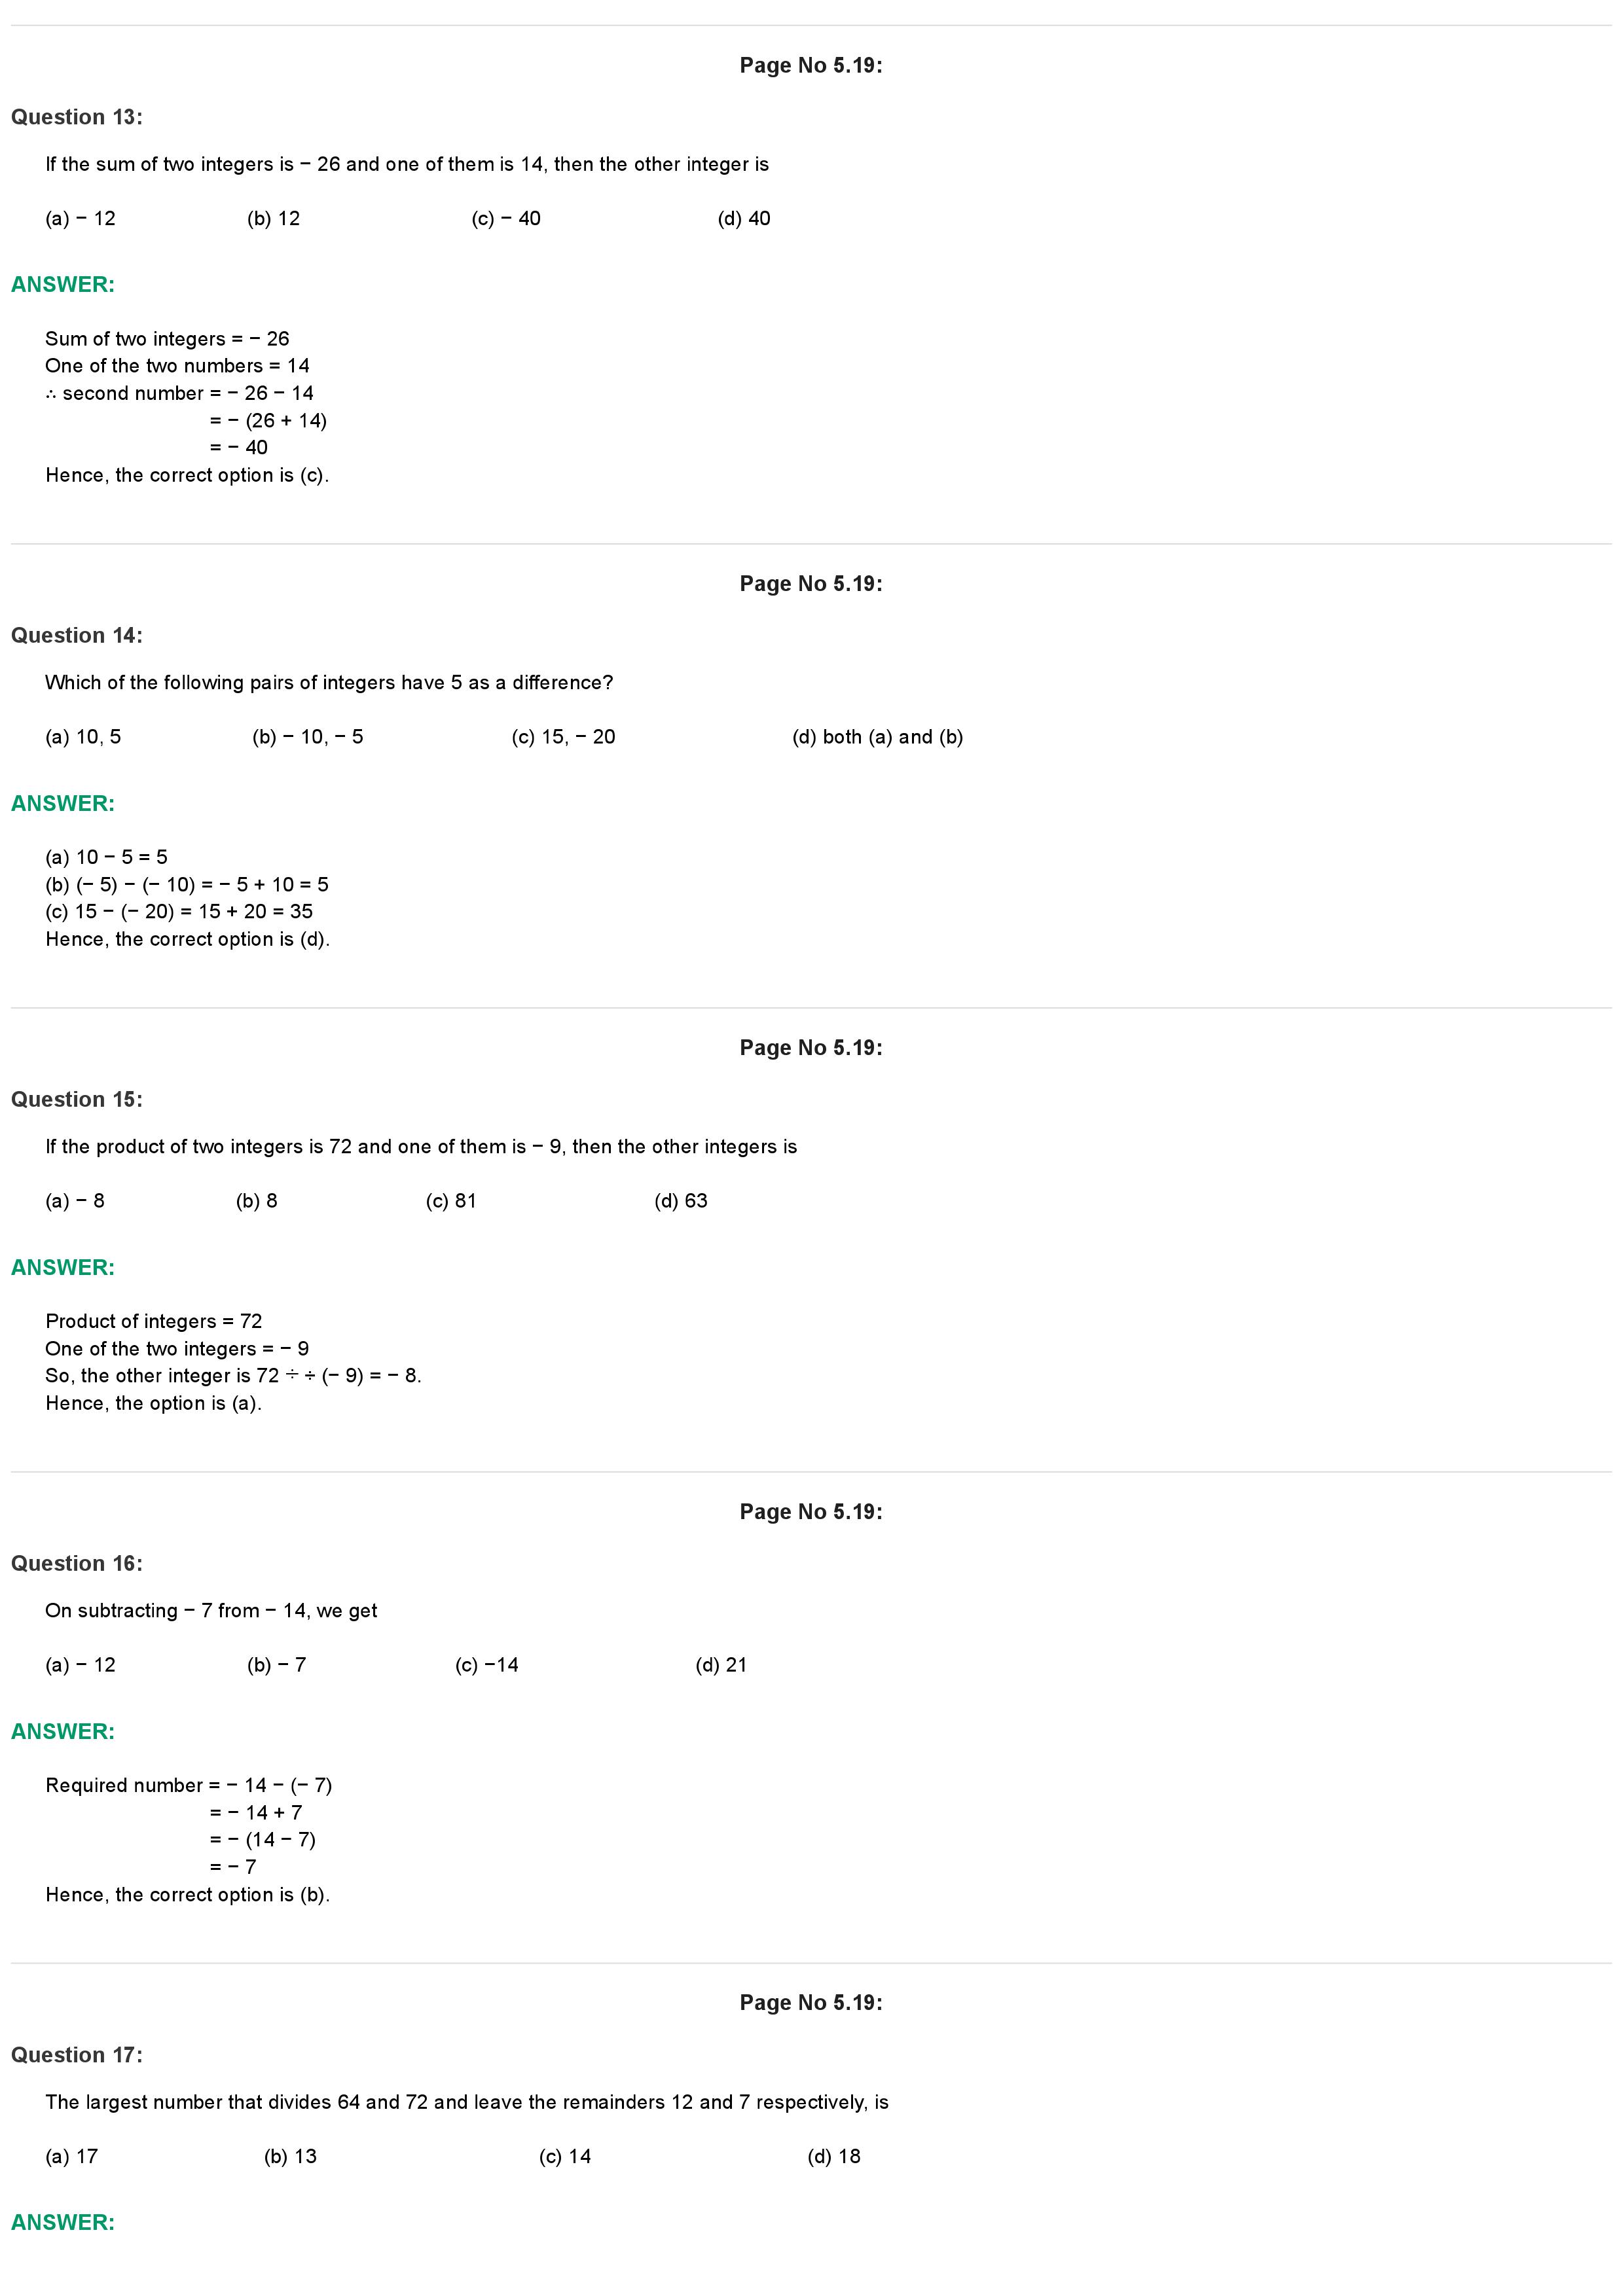 Page No 5.19:
Question 13:
If the sum of two integers is − 26 and one of them is 14, then the other integer is
(a) − 12 (b) 12 (c) − 40 (d) 40
ANSWER:
Sum of two integers = − 26
One of the two numbers = 14
∴ second number = − 26 − 14
= − (26 + 14)
= − 40
Hence, the correct option is (c).
Page No 5.19:
Question 14:
Which of the following pairs of integers have 5 as a difference?
(a) 10, 5 (b) − 10, − 5 (c) 15, − 20 (d) both (a) and (b)
ANSWER:
(a) 10 − 5 = 5
(b) (− 5) − (− 10) = − 5 + 10 = 5
(c) 15 − (− 20) = 15 + 20 = 35
Hence, the correct option is (d).
Page No 5.19:
Question 15:
If the product of two integers is 72 and one of them is − 9, then the other integers is
(a) − 8 (b) 8 (c) 81 (d) 63
ANSWER:
Product of integers = 72
One of the two integers = − 9
So, the other integer is 72 ÷ ÷ (− 9) = − 8.
Hence, the option is (a).
Page No 5.19:
Question 16:
On subtracting − 7 from − 14, we get
(a) − 12 (b) − 7 (c) −14 (d) 21
ANSWER:
Required number = − 14 − (− 7)
= − 14 + 7
= − (14 − 7)
= − 7
Hence, the correct option is (b).
Page No 5.19:
Question 17:
The largest number that divides 64 and 72 and leave the remainders 12 and 7 respectively, is
(a) 17 (b) 13 (c) 14 (d) 18
ANSWER: